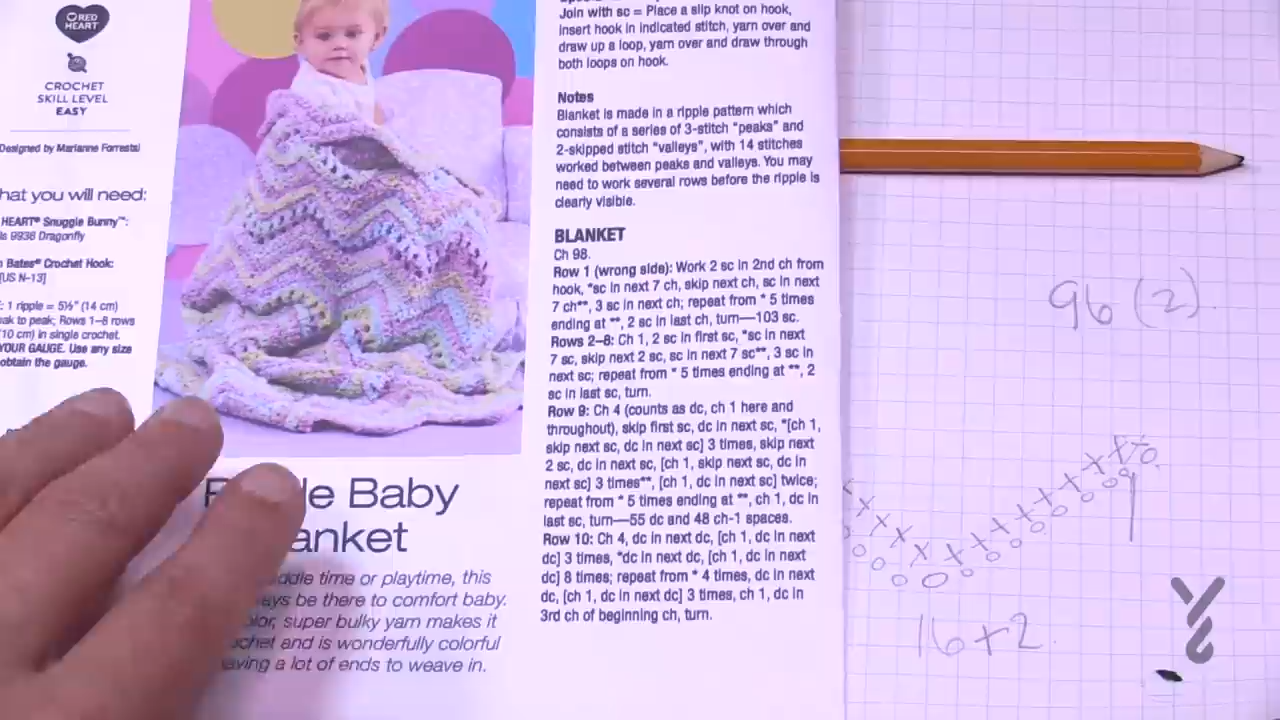 RED
HEART
CROCHET
SKILL LEVEL
EASY
Designed by Marianne Forrestal
hat you will need:
HEART® Snuggle Bunny™:
ls 9938 Dragonfly
Bates® Crochet Hook:
[US N-13]
: 1 ripple = 5½" (14 cm)
ak to peak; Rows 1–8 rows
10 cm) in single crochet.
YOUR GAUGE. Use any size
obtain the gauge.
Baby
anket
time or playtime, this
ays be there to comfort baby.
super bulky yarn makes it
and is wonderfully colorful
a lot of ends to weave in.
Join with sc = Place a slip knot on hook,
insert hook in indicated stitch, yarn over and
draw up a loop, yarn over and draw through
both loops on hook.
Notes
Blanket is made in a ripple pattern which
consists of a series of 3-stitch “peaks” and
2-skipped stitch “valleys”, with 14 stitches
worked between peaks and valleys. You may
need to work several rows before the ripple is
clearly visible.
BLANKET
Ch 98.
Row 1 (wrong side): Work 2 sc in 2nd ch from
hook, *sc in next 7 ch, skip next ch, sc in next
7 ch**, 3 sc in next ch; repeat from * 5 times
ending at **, 2 sc in last ch, turn—103 sc.
Rows 2–8: Ch 1, 2 sc in first sc, *sc in next
7 sc, skip next 2 sc, sc in next 7 sc**, 3 sc in
next sc; repeat from * 5 times ending at **, 2
sc in last sc, turn.
Row 9: Ch 4 (counts as dc, ch 1 here and
throughout), skip first sc, dc in next sc, *[ch 1,
skip next sc, dc in next sc] 3 times, skip next
2 sc, dc in next sc, [ch 1, skip next sc, dc in
next sc] 3 times**, [ch 1, dc in next sc] twice;
repeat from * 5 times ending at **, ch 1, dc in
last sc, turn—55 dc and 48 ch-1 spaces.
Row 10: Ch 4, dc in next dc, [ch 1, dc in next
dc] 3 times, *dc in next dc, [ch 1, dc in next
dc] 8 times; repeat from * 4 times, dc in next
dc, [ch 1, dc in next dc] 3 times, ch 1, dc in
3rd ch of beginning ch, turn.
96 (2).
16+2.